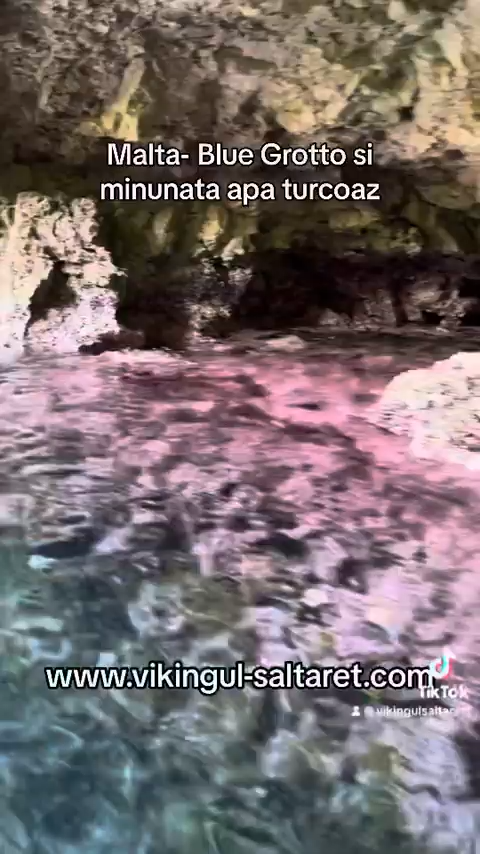 Malta- Blue Grotto si
minunata apa turcoaz
www.vikingul-saltaret.com
TikTok